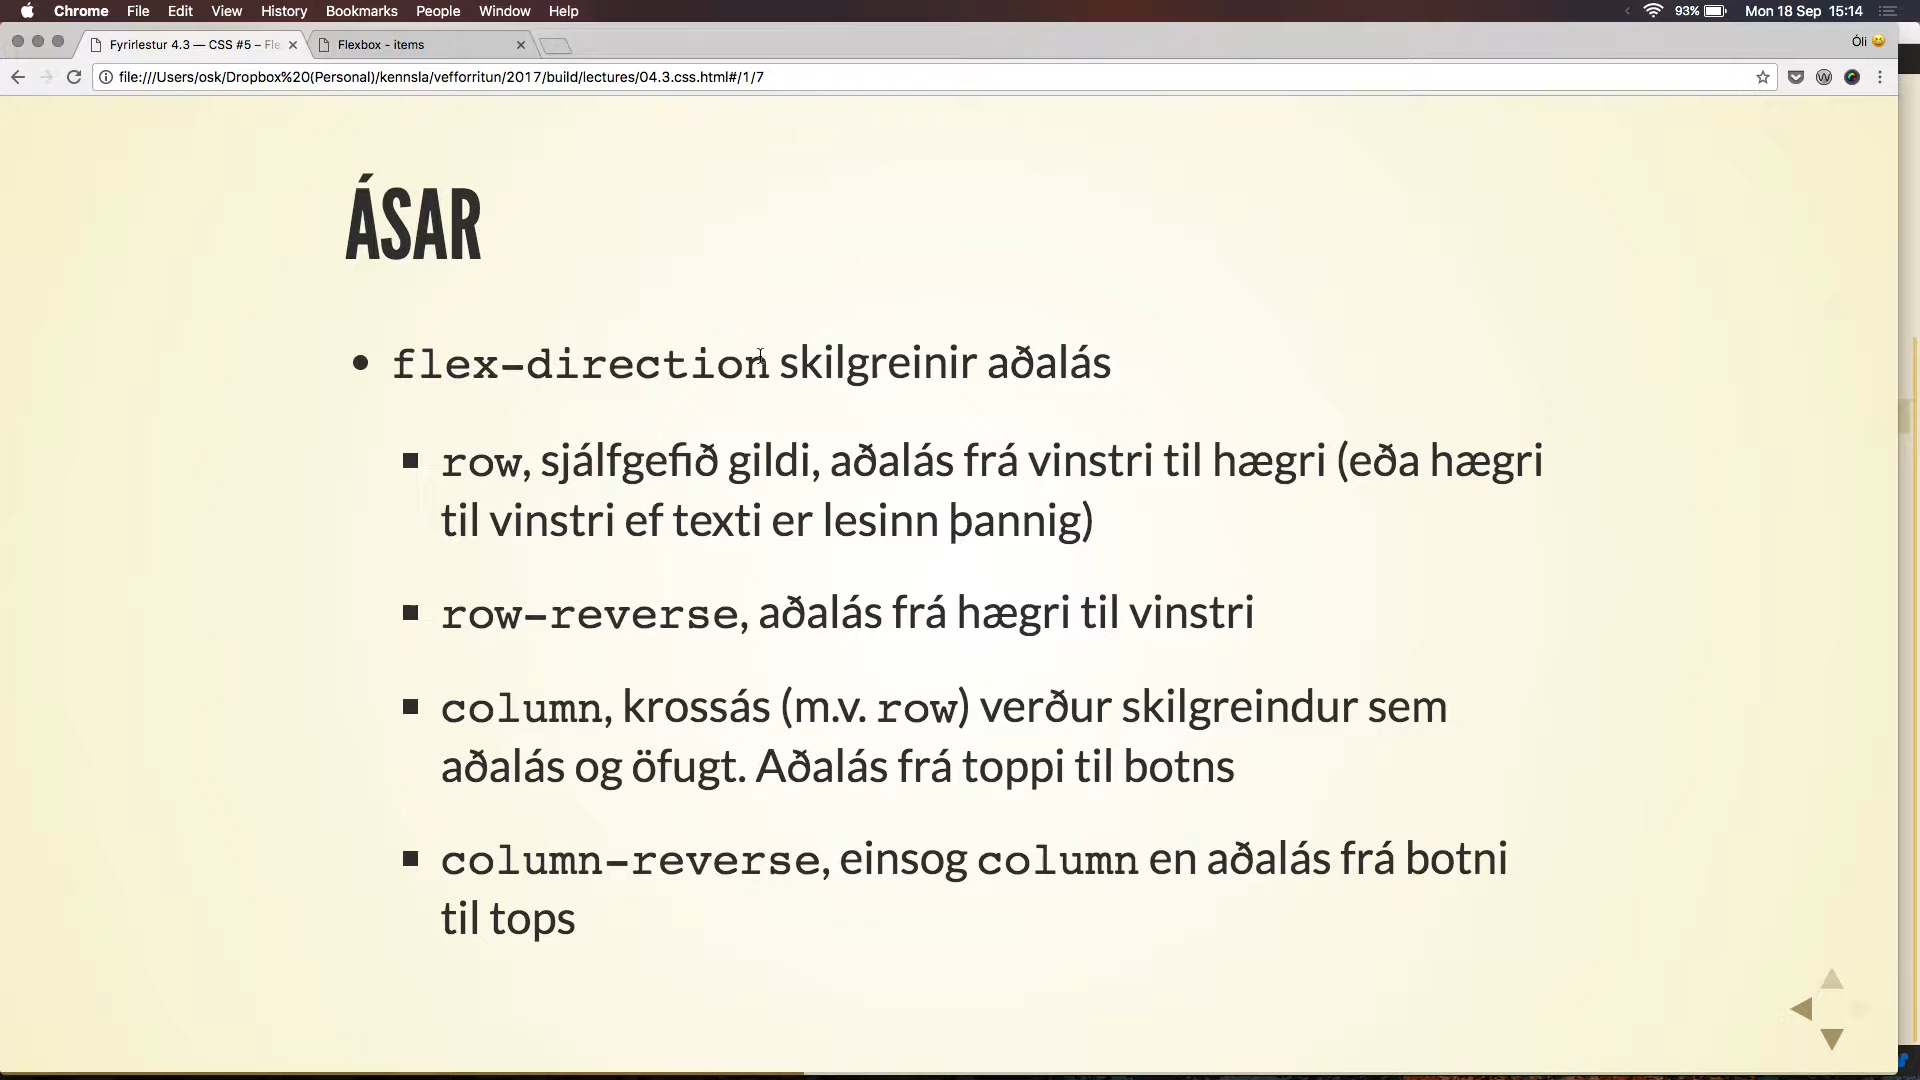 Chrome File Edit View History Bookmarks People Window Help 93% Mon 18 Sep 15:14
Fyrirlestur 4.3 — CSS #5 – Fle Flexbox - items Óli
file:///Users/osk/Dropbox%20(Personal)/kennsla/vefforritun/2017/build/lectures/04.3.css.html#/1/7
ÁSAR
flex-direction skilgreinir aðalás
row, sjálfgefið gildi, aðalás frá vinstri til hægri (eða hægri
til vinstri ef texti er lesinn þannig)
row-reverse, aðalás frá hægri til vinstri
column, krossás (m.v. row) verður skilgreindur sem
aðalás og öfugt. Aðalás frá toppi til botns
column-reverse, einsog column en aðalás frá botni
til tops